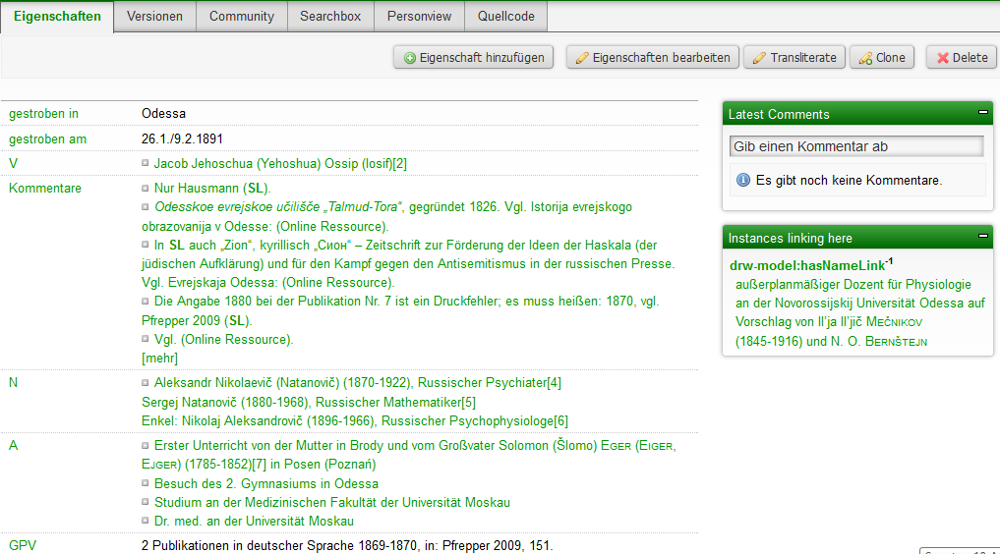 Eigenschaften Versionen Community Searchbox Personview Quellcode
Eigenschaft hinzufügen Eigenschaften bearbeiten Transliterate Clone Delete
gestroben in Odessa
gestroben am 26.1./9.2.1891
V Jacob Jehoschua (Yehoshua) Ossip (Iosif)[2]
Kommentare Nur Hausmann (SL).
Odesskoe evrejskoe učilišče „Talmud-Tora“, gegründet 1826. Vgl. Istorija evrejskogo
obrazovanija v Odesse: (Online Ressource).
In SL auch „Zion“, kyrillisch „Сион“ – Zeitschrift zur Förderung der Ideen der Haskala (der
jüdischen Aufklärung) und für den Kampf gegen den Antisemitismus in der russischen Presse.
Vgl. Evrejskaja Odessa: (Online Ressource).
Die Angabe 1880 bei der Publikation Nr. 7 ist ein Druckfehler; es muss heißen: 1870, vgl.
Pfrepper 2009 (SL).
Vgl. (Online Ressource).
[mehr]
N Aleksandr Nikolaevič (Natanovič) (1870-1922), Russischer Psychiater[4]
Sergej Natanovič (1880-1968), Russischer Mathematiker[5]
Enkel: Nikolaj Aleksandrovič (1896-1966), Russischer Psychophysiologe[6]
A Erster Unterricht von der Mutter in Brody und vom Großvater Solomon (Šlomo) EGER (EIGER,
EJGER) (1785-1852)[7] in Posen (Poznań)
Besuch des 2. Gymnasiums in Odessa
Studium an der Medizinischen Fakultät der Universität Moskau
Dr. med. an der Universität Moskau
GPV 2 Publikationen in deutscher Sprache 1869-1870, in: Pfrepper 2009, 151.
Latest Comments
Gib einen Kommentar ab
Es gibt noch keine Kommentare.
Instances linking here
drw-model:hasNameLink-1
außerplanmäßiger Dozent für Physiologie
an der Novorossijskij Universität Odessa auf
Vorschlag von Il'ja Il'jič MEČNIKOV
(1845-1916) und N. O. BERNŠTEJN